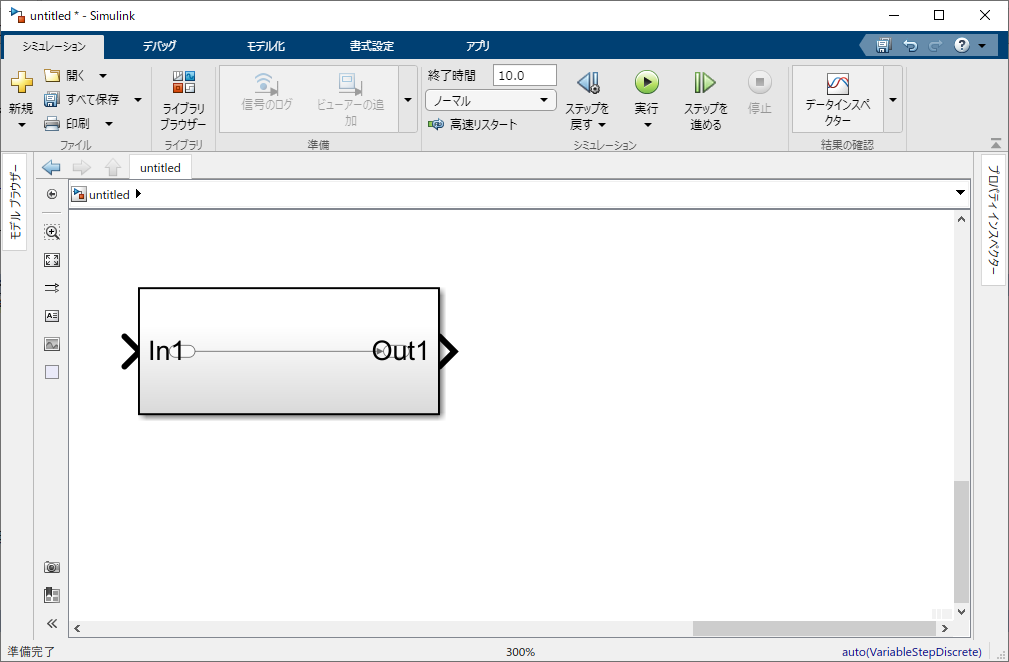 untitled * - Simulink
シミュレーション デバッグ モデル化 書式設定 アプリ
新規
開く
すべて保存
印刷
ファイル
ライブラリ
ブラウザー
ライブラリ
信号のログ
ビューアーの追
加
準備
終了時間 10.0
ノーマル
高速リスタート
ステップを
戻す
実行
ステップを
進める
停止
シミュレーション
データインスペ
クター
結果の確認
モデル ブラウザー
untitled
untitled
プロパティ インスペクター
In1
Out1
準備完了
300%
auto(VariableStepDiscrete)